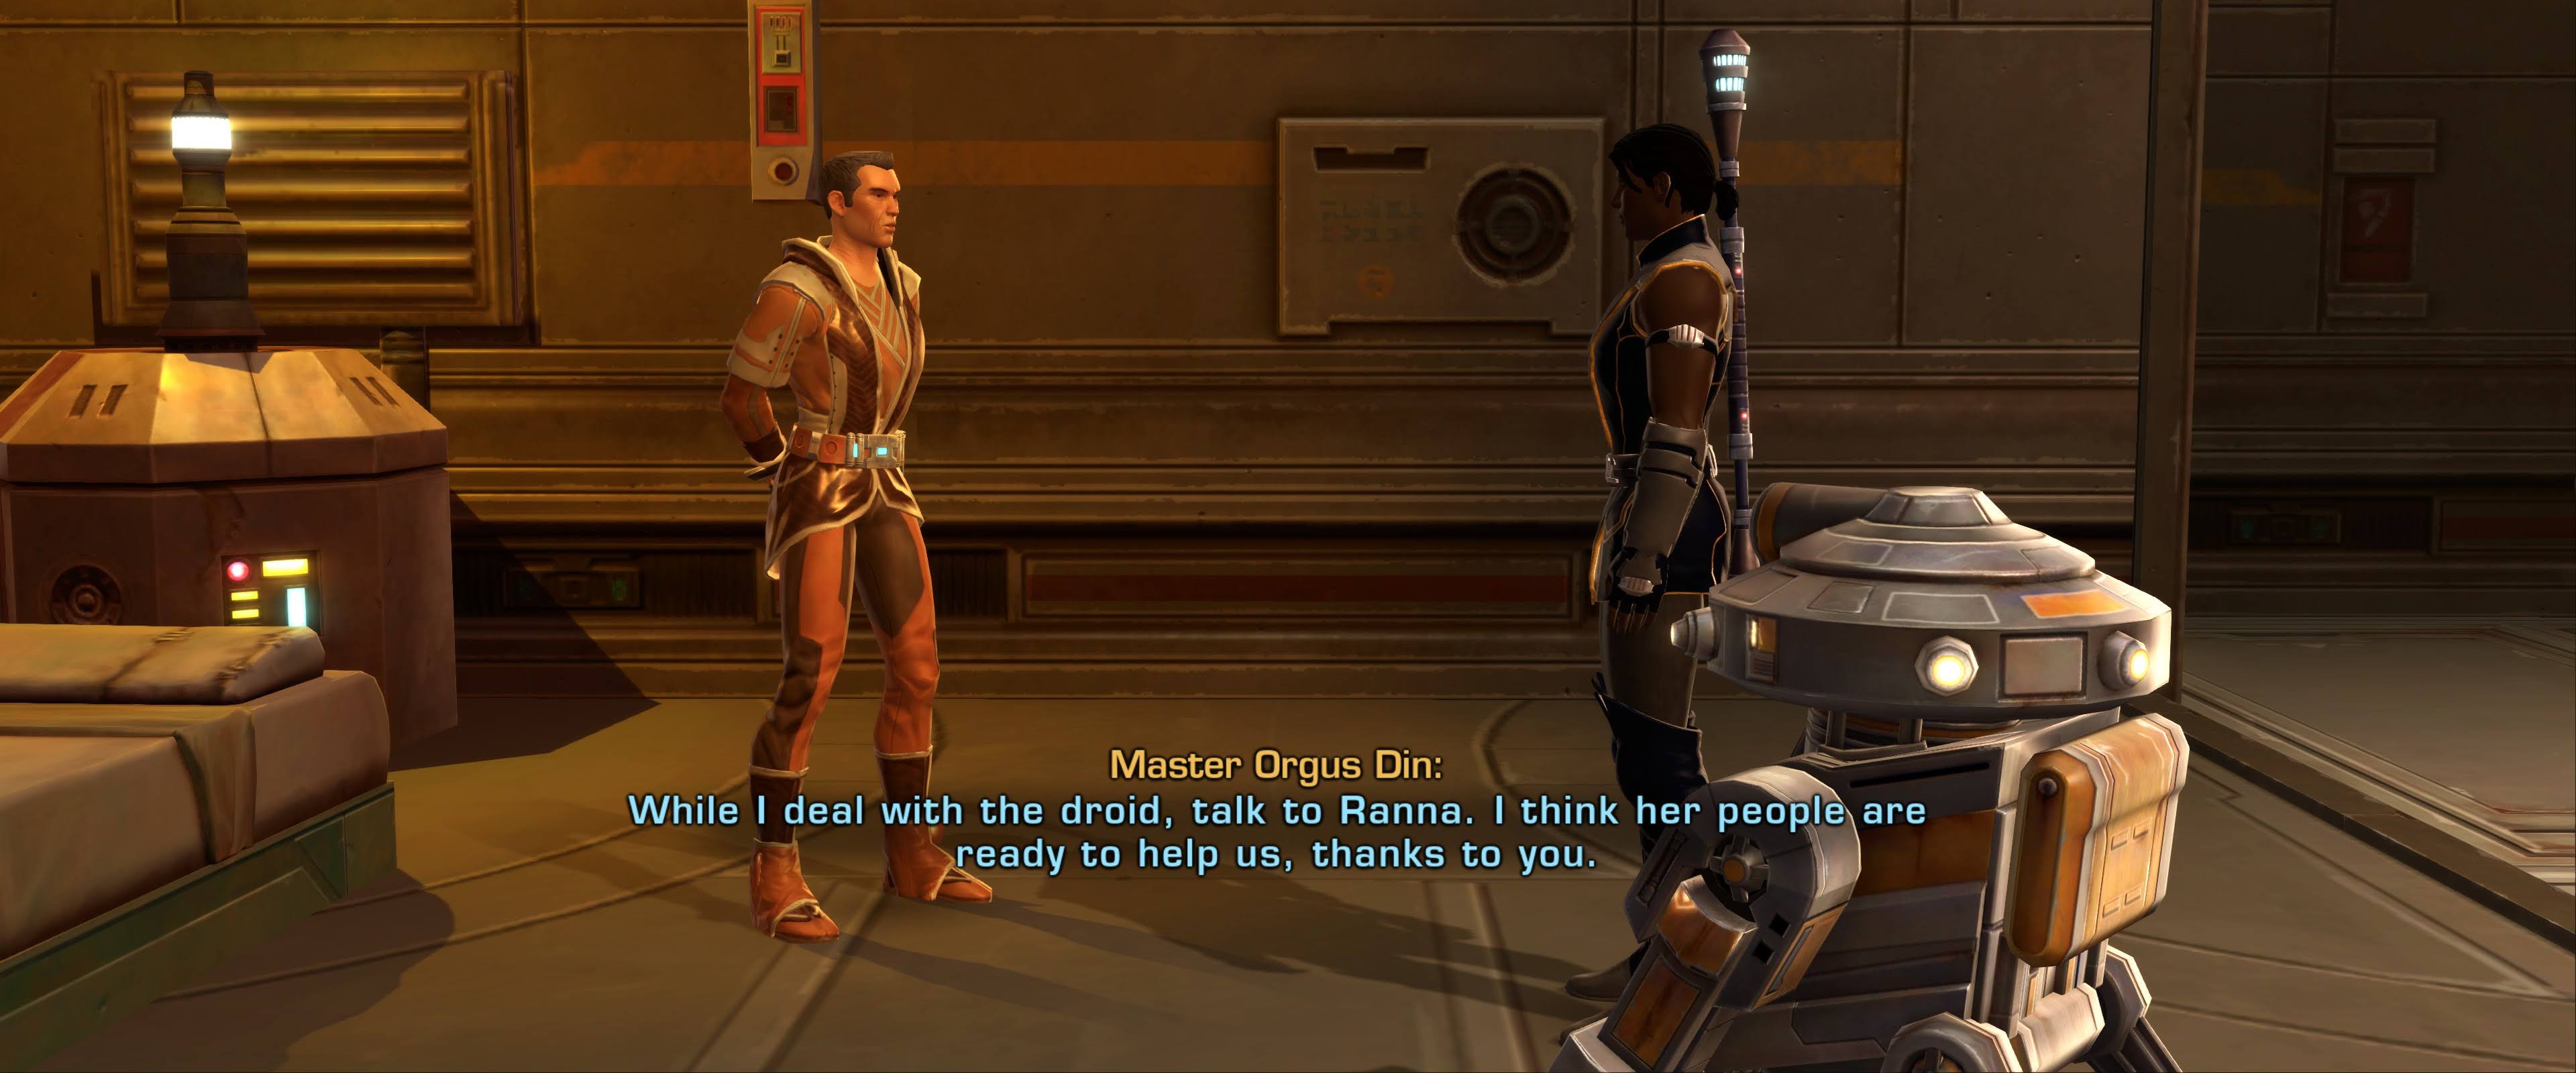 Master Orgus Din:
While I deal with the droid, talk to Ranna. I think her people are
ready to help us, thanks to you.